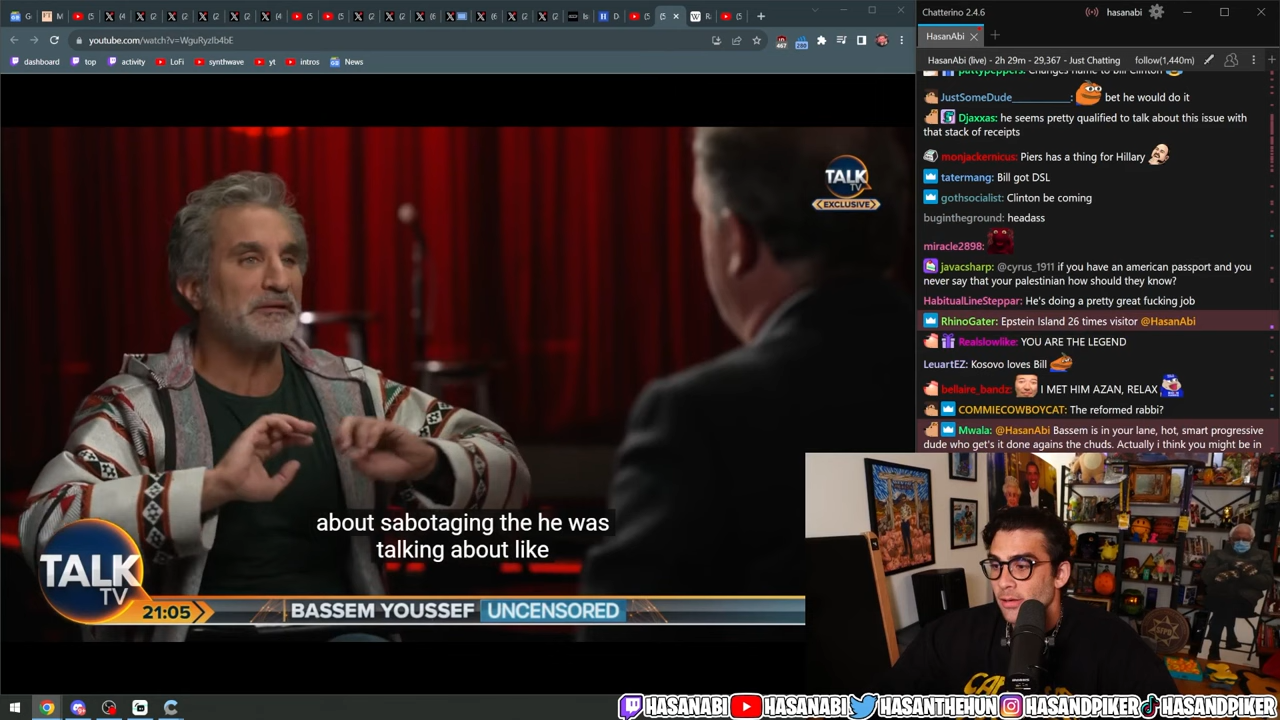 youtube.com/watch?v=WguRyzIb4bE
dashboard
top
activity
LoFi
synthwave
yt
intros
News
TALK
TV
EXCLUSIVE
about sabotaging the he was
talking about like
TALK
TV
21:05
BASSEM YOUSSEF UNCENSORED
Chatterino 2.4.6
hasanabi
HasanAbi
HasanAbi (live) - 2h 29m - 29,367 - Just Chatting
follow(1,440m)
JustSomeDude__________: bet he would do it
Djaxxas: he seems pretty qualified to talk about this issue with
that stack of receipts
monjackernicus: Piers has a thing for Hillary
tatermang: Bill got DSL
gothsocialist: Clinton be coming
bugintheground: headass
miracle2898:
javacsharp: @cyrus_1911 if you have an american passport and you
never say that your palestinian how should they know?
HabitualLineSteppar: He's doing a pretty great fucking job
RhinoGater: Epstein Island 26 times visitor @HasanAbi
Realslowlike: YOU ARE THE LEGEND
LeuartEZ: Kosovo loves Bill
bellaire_bandz: I MET HIM AZAN, RELAX
COMMIECOWBOYCAT: The reformed rabbi?
Mwala: @HasanAbi Bassem is in your lane, hot, smart progressive
dude who get's it done agains the chuds. Actually i think you might be in
HASANABI
HASANABI
HASANTHEHUN
HASANDPIKER
HASANDPIKER